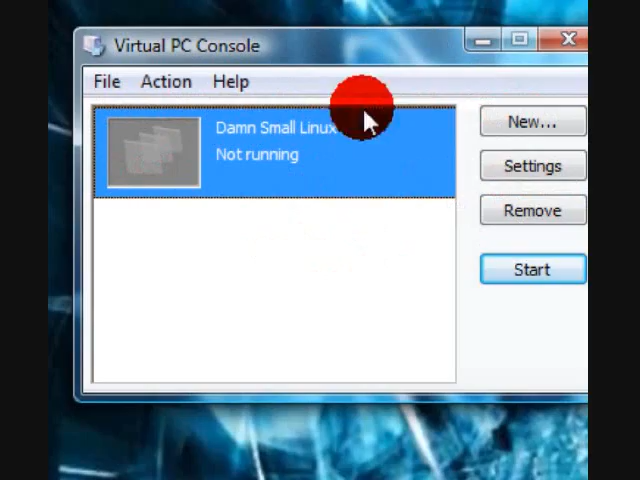 Virtual PC Console
File Action Help
Damn Small Linux
Not running
New...
Settings
Remove
Start